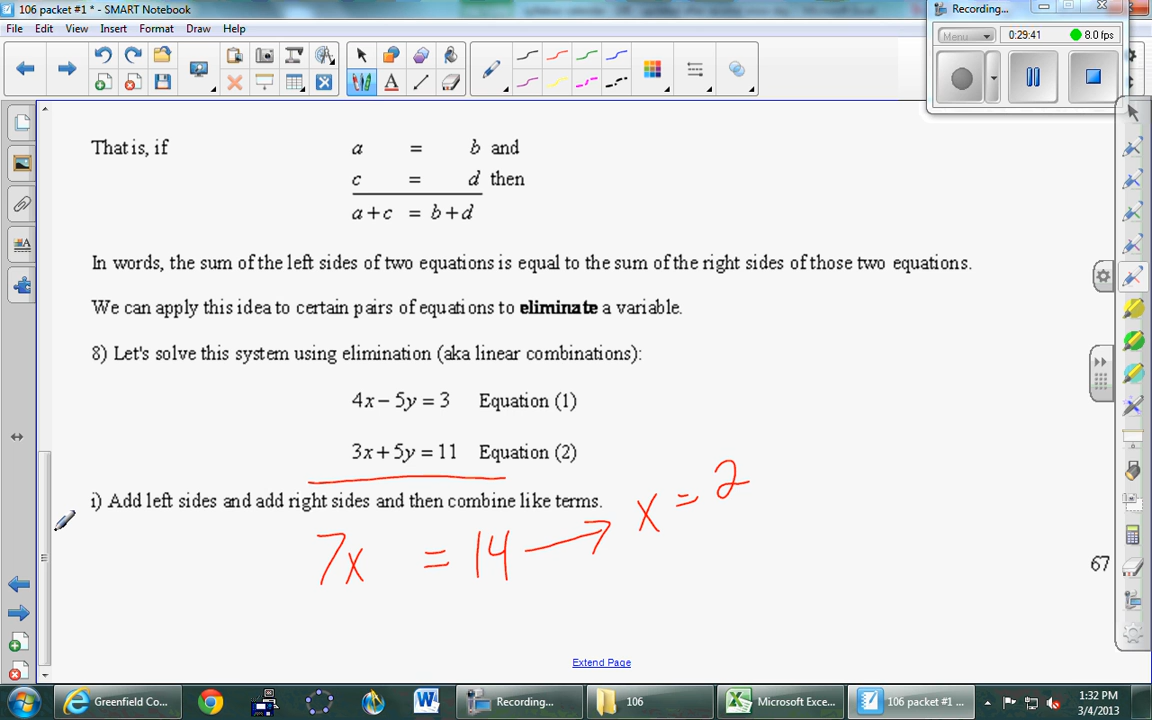 106 packet #1 * - SMART Notebook
Recording...
File Edit View Insert Format Draw Help
Menu
0:29:41
8.0 fps
That is, if a = b and
c = d then
a+c = b+d
In words, the sum of the left sides of two equations is equal to the sum of the right sides of those two equations.
We can apply this idea to certain pairs of equations to eliminate a variable.
8) Let's solve this system using elimination (aka linear combinations):
4x − 5y = 3 Equation (1)
3x + 5y = 11 Equation (2)
i) Add left sides and add right sides and then combine like terms.
x = 2
7x = 14
67
Extend Page
Greenfield Co...
Recording...
106
Microsoft Exce...
106 packet #1 ...
1:32 PM
3/4/2013